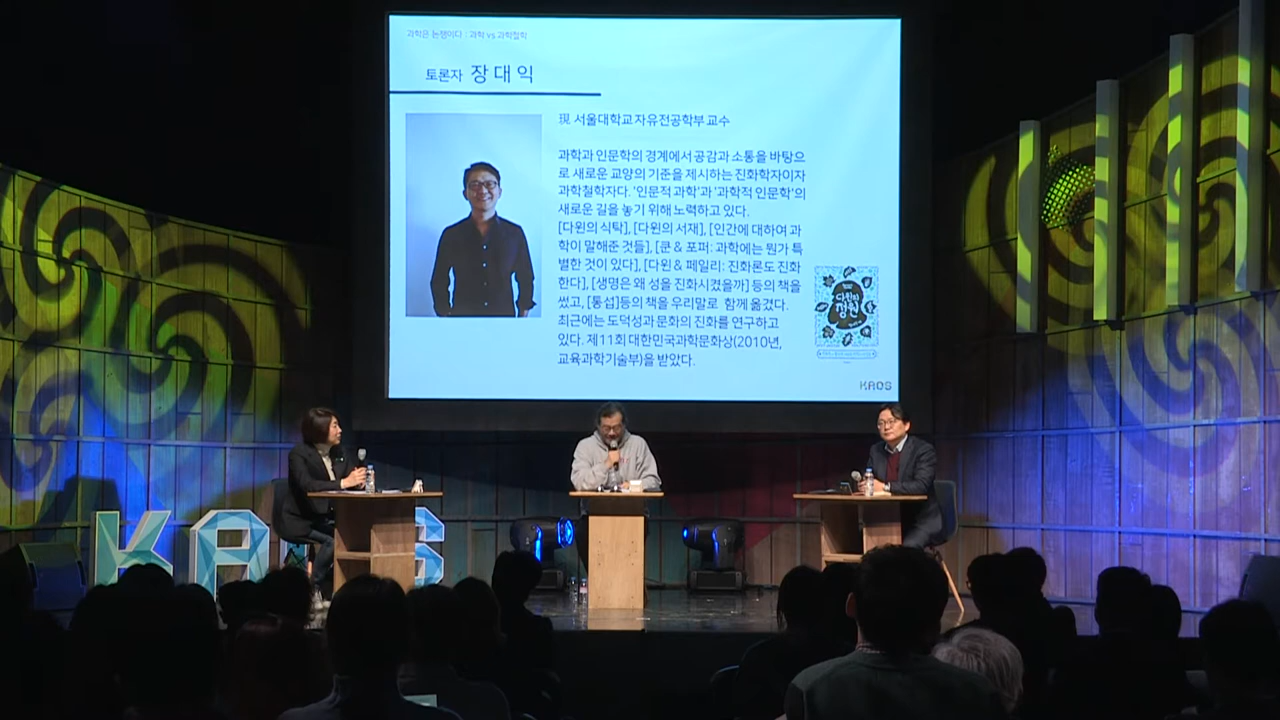 과학은 논쟁이다 : 과학 vs 과학철학
토론자 장 대 익
現 서울대학교 자유전공학부 교수
과학과 인문학의 경계에서 공감과 소통을 바탕으
로 새로운 교양의 기준을 제시하는 진화학자이자
과학철학자다. '인문적 과학'과 '과학적 인문학'의
새로운 길을 놓기 위해 노력하고 있다.
[다윈의 식탁], [다윈의 서재], [인간에 대하여 과
학이 말해준 것들], [쿤 & 포퍼: 과학에는 뭔가 특
별한 것이 있다], [다윈 & 페일리: 진화론도 진화
한다], [생명은 왜 성을 진화시켰을까] 등의 책을
썼고, [통섭]등의 책을 우리말로 함께 옮겼다.
최근에는 도덕성과 문화의 진화를 연구하고
있다. 제11회 대한민국과학문화상(2010년,
교육과학기술부)을 받았다.
다윈의
정원
KAOS
KAOS